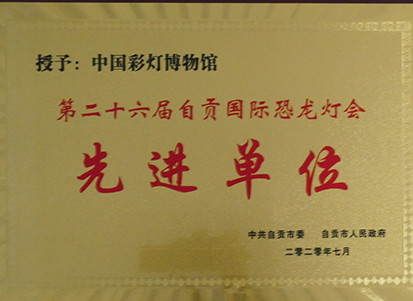 授予：中国彩灯博物馆
第二十六届自贡国际恐龙灯会
先进单位
中共自贡市委 自贡市人民政府
二〇二〇年七月